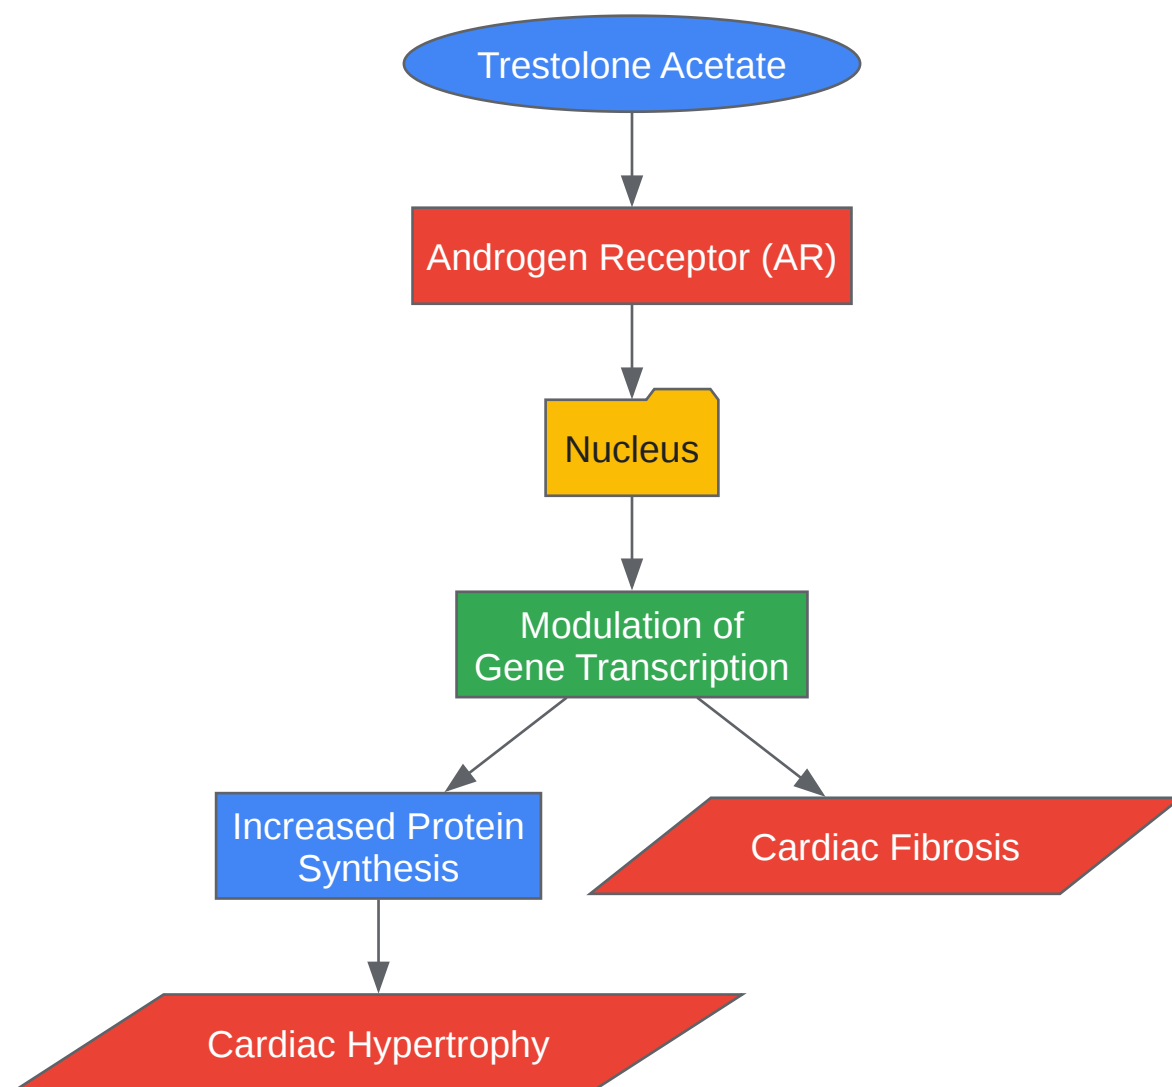 Trestolone Acetate
Androgen Receptor (AR)
Nucleus
Modulation of
Gene Transcription
Increased Protein
Synthesis
Cardiac Fibrosis
Cardiac Hypertrophy